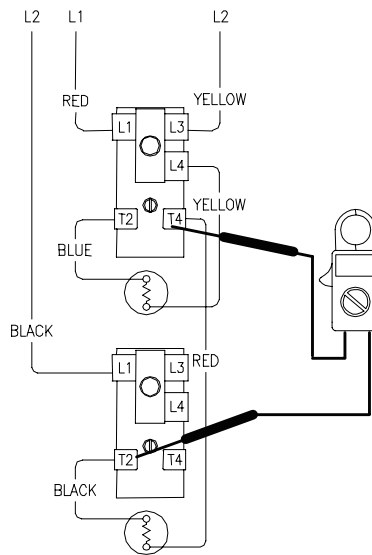 L2 L1 L2
RED YELLOW
L1 L3
L4
YELLOW
T2 T4
BLUE
BLACK
RED
L1 L3
L4
T2 T4
BLACK